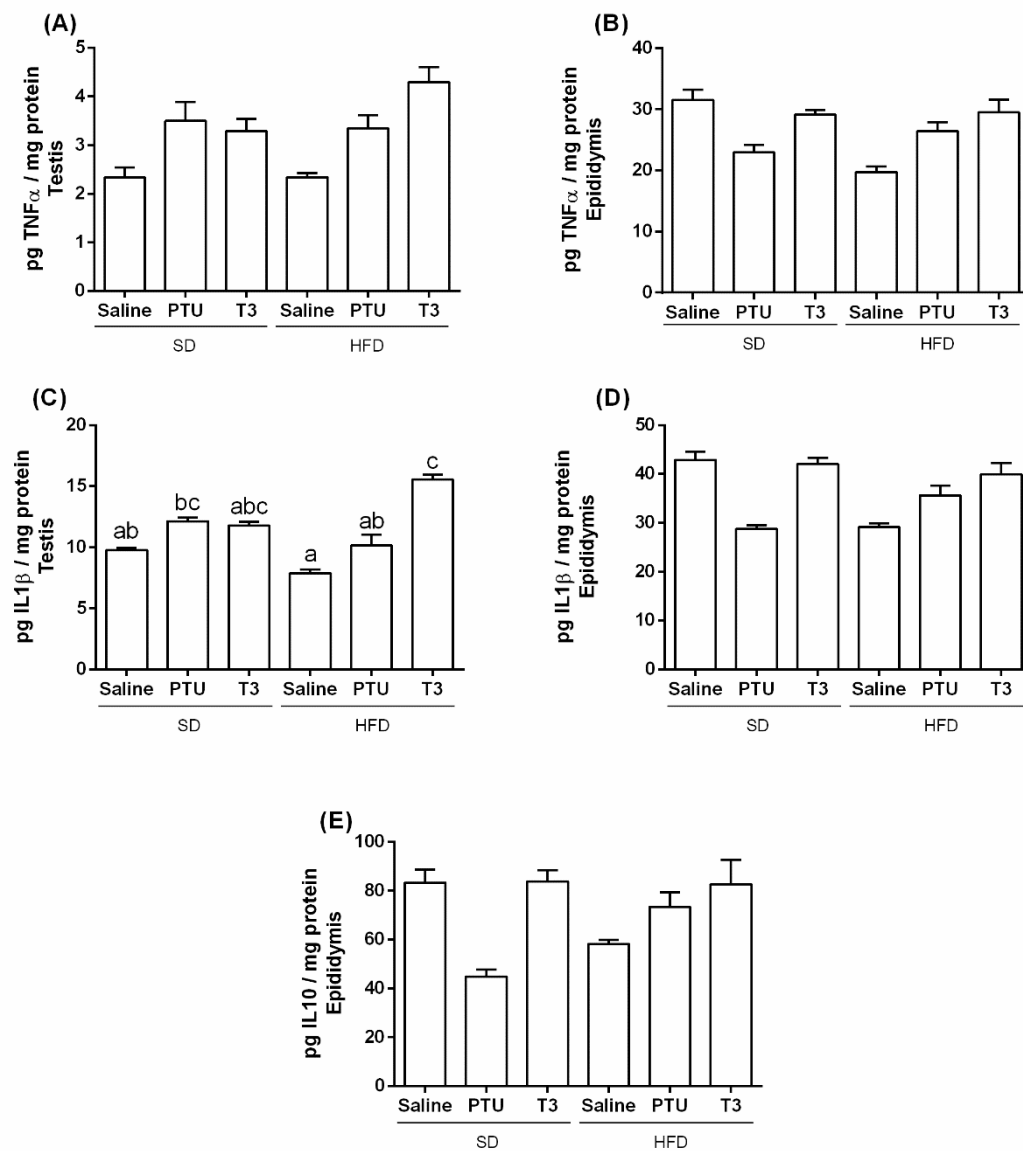 (A)
pg TNFα / mg protein
Testis
5
4
3
2
1
0
Saline PTU T3 Saline PTU T3
SD HFD
(B)
pg TNFα / mg protein
Epididymis
40
30
20
10
0
Saline PTU T3 Saline PTU T3
SD HFD
(C)
pg IL1β / mg protein
Testis
20
15
10
5
0
ab bc abc a ab c
Saline PTU T3 Saline PTU T3
SD HFD
(D)
pg IL1β / mg protein
Epididymis
50
40
30
20
10
0
Saline PTU T3 Saline PTU T3
SD HFD
(E)
pg IL10 / mg protein
Epididymis
100
80
60
40
20
0
Saline PTU T3 Saline PTU T3
SD HFD